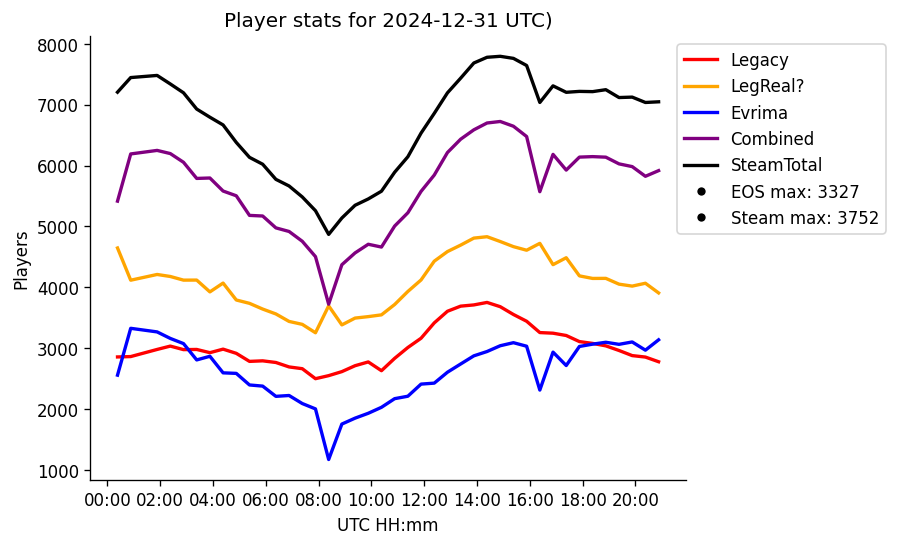 Player stats for 2024-12-31 UTC)
8000
7000
6000
5000
4000
3000
2000
1000
Players
00:00 02:00 04:00 06:00 08:00 10:00 12:00 14:00 16:00 18:00 20:00
UTC HH:mm
Legacy
LegReal?
Evrima
Combined
SteamTotal
EOS max: 3327
Steam max: 3752